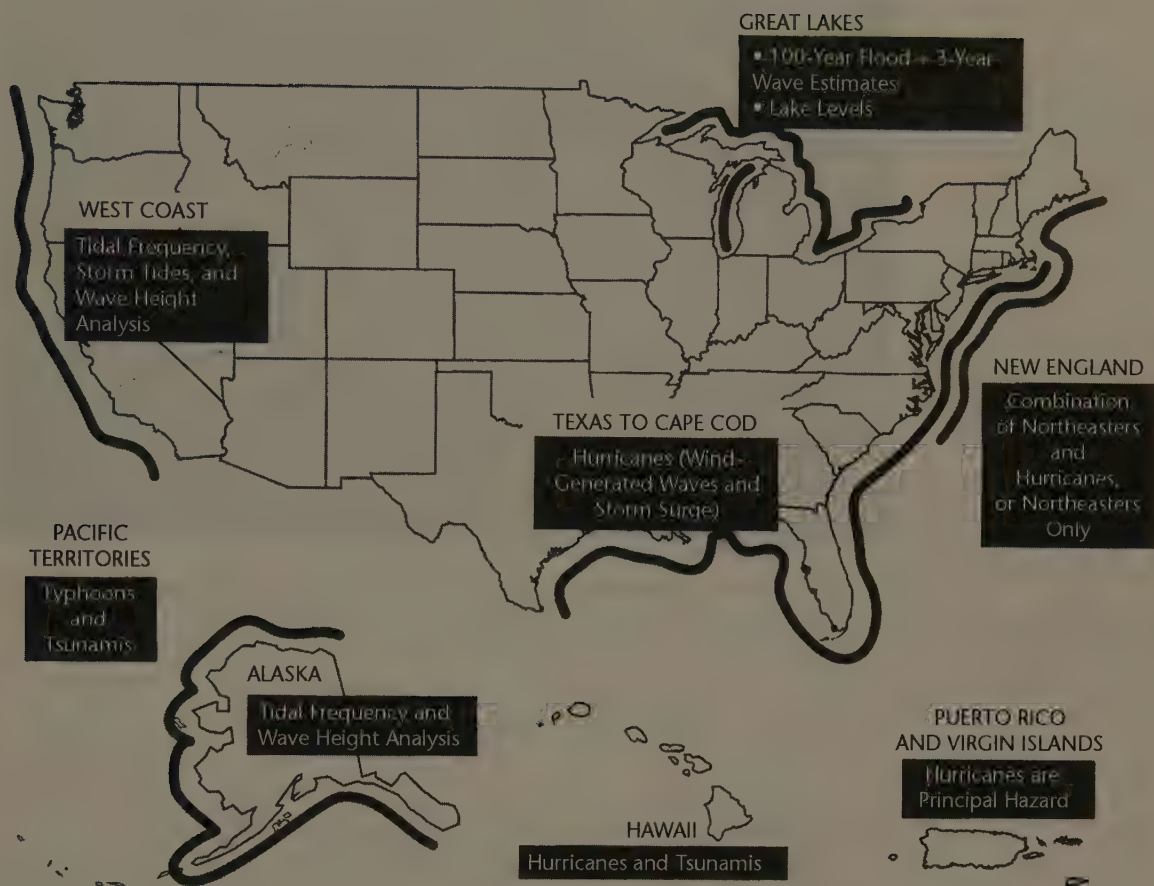 GREAT LAKES
• 100-Year Flood + 3-Year
Wave Estimates
• Lake Levels
WEST COAST
Tidal Frequency,
Storm Tides, and
Wave Height
Analysis
NEW ENGLAND
Combination
of Northeasters
and
Hurricanes,
or Northeasters
Only
TEXAS TO CAPE COD
Hurricanes (Wind-
Generated Waves and
Storm Surge)
PACIFIC
TERRITORIES
Typhoons
and
Tsunamis
ALASKA
Tidal Frequency and
Wave Height Analysis
HAWAII
Hurricanes and Tsunamis
PUERTO RICO
AND VIRGIN ISLANDS
Hurricanes are
Principal Hazard